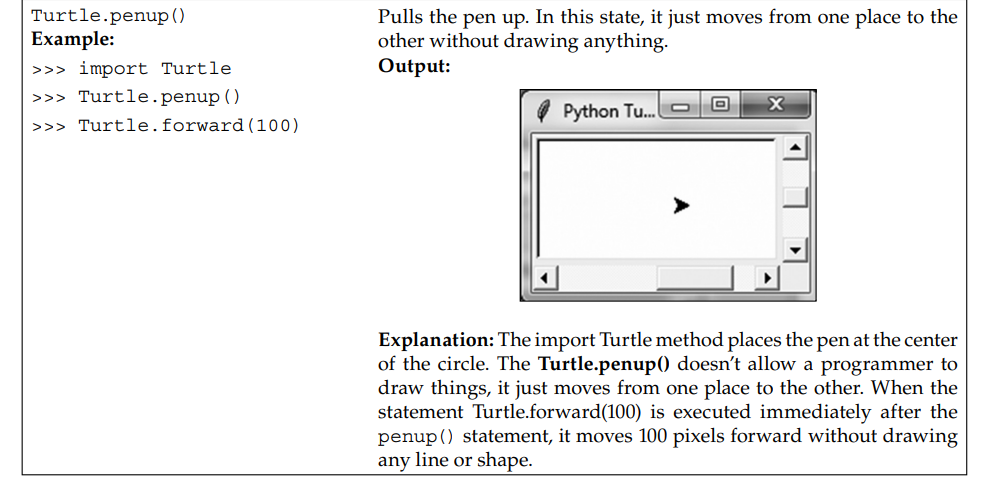 Turtle.penup()
Example:
>>> import Turtle
>>> Turtle.penup()
>>> Turtle.forward(100)
Pulls the pen up. In this state, it just moves from one place to the
other without drawing anything.
Output:
Python Tu...
Explanation: The import Turtle method places the pen at the center
of the circle. The Turtle.penup() doesn’t allow a programmer to
draw things, it just moves from one place to the other. When the
statement Turtle.forward(100) is executed immediately after the
penup() statement, it moves 100 pixels forward without drawing
any line or shape.